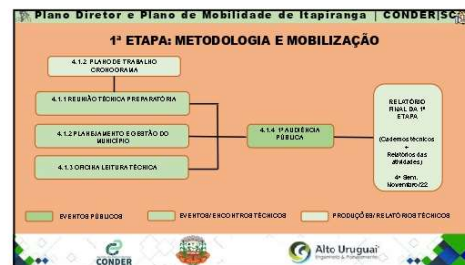 Plano Diretor e Plano de Mobilidade de Itapiranga | CONDER|SC
1ª ETAPA: METODOLOGIA E MOBILIZAÇÃO
4.1.2 PLANO DE TRABALHO
CRONOGRAMA
4.1.1 REUNIÃO TÉCNICA PREPARATÓRIA
4.1.2 PLANEJAMENTO E GESTÃO DO
MUNICÍPIO
4.1.3 OFICINA LEITURA TÉCNICA
4.1.4 1ª AUDIÊNCIA
PÚBLICA
RELATÓRIO
FINAL DA 1ª
ETAPA
(Cadernos técnicos
+
Relatórios das
atividades)
4ª Sem.
Novembro/22
EVENTOS PÚBLICOS
EVENTOS/ENCONTROS TÉCNICOS
PRODUÇÕES/RELATÓRIOS TÉCNICOS
CONDER
Alto Uruguai
Engenharia & Planejamento